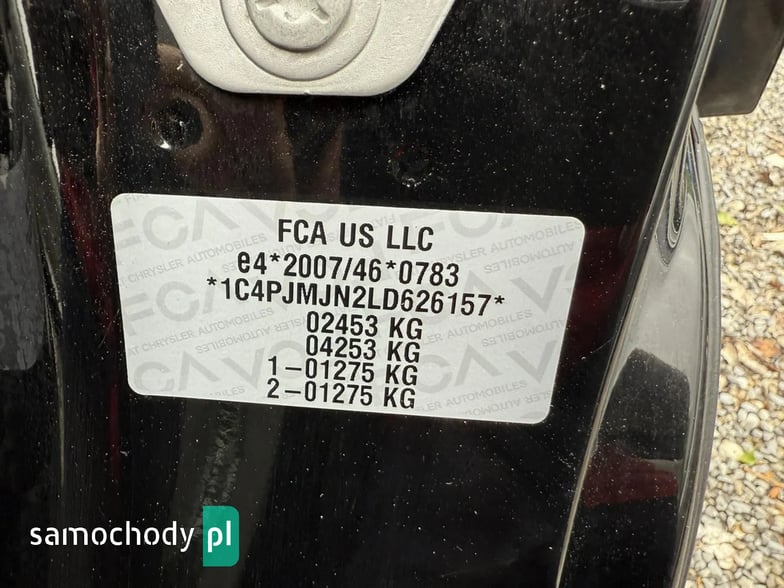 FCA US LLC
e4*2007/46*0783
*1C4PJMJN2LD626157*
02453 KG
04253 KG
1-01275 KG
2-01275 KG
samochody pl